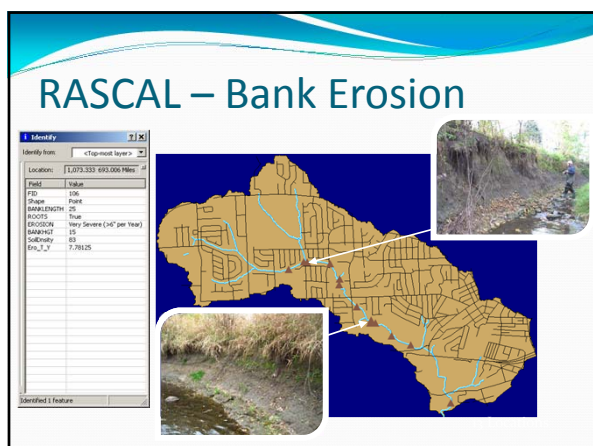 RASCAL – Bank Erosion
Identify
Identify from: <Top-most layer>
Location: 1,073.333 693.006 Miles
Field Value
FID 106
Shape Point
BANKLENGTH 25
ROOTS True
EROSION Very Severe (>6" per Year)
BANKHGT 15
SoilDnsity 83
Ero_T_Y 7.78125
Identified 1 feature